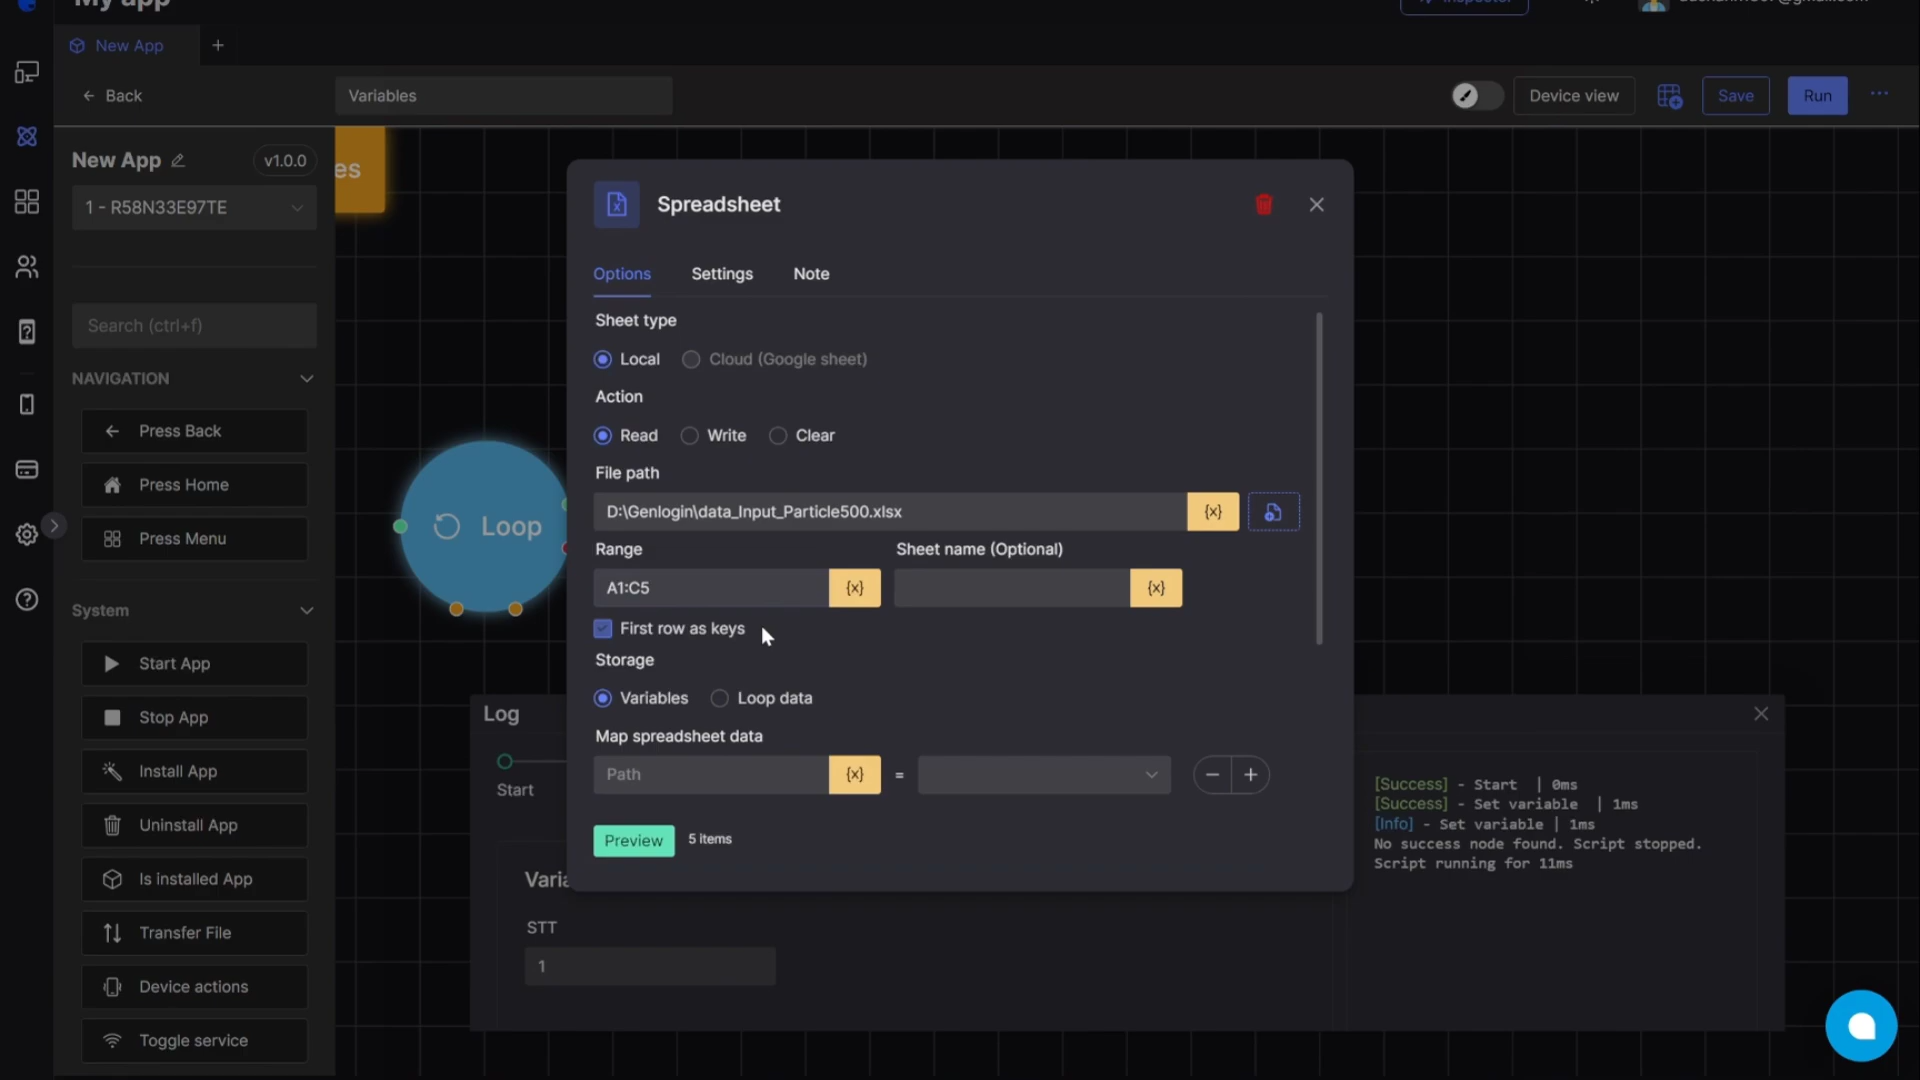 My app
New App
+
Back
Variables
Device view
Save
Run
New App
v1.0.0
1 - R58N33E97TE
Search (ctrl+f)
NAVIGATION
Press Back
Press Home
Press Menu
System
Start App
Stop App
Install App
Uninstall App
Is installed App
Transfer File
Device actions
Toggle service
es
Loop
Spreadsheet
Options
Settings
Note
Sheet type
Local
Cloud (Google sheet)
Action
Read
Write
Clear
File path
D:\Genlogin\data_Input_Particle500.xlsx
{x}
Range
Sheet name (Optional)
A1:C5
{x}
{x}
First row as keys
Storage
Variables
Loop data
Map spreadsheet data
Path
{x}
=
Preview
5 items
Log
Start
Varia
STT
1
[Success] - Start | 0ms
[Success] - Set variable | 1ms
[Info] - Set variable | 1ms
No success node found. Script stopped.
Script running for 11ms